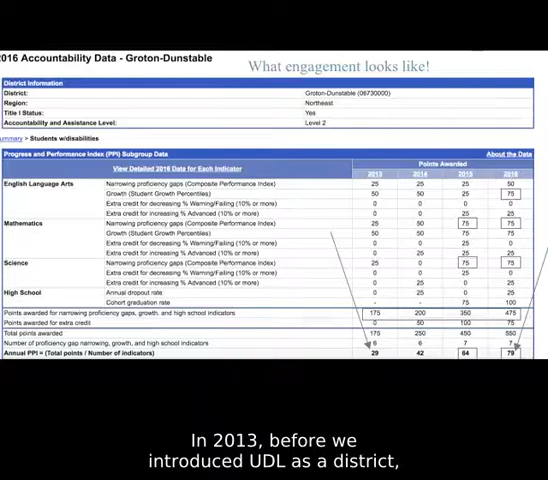 2016 Accountability Data - Groton-Dunstable
What engagement looks like!
District Information
District: Groton-Dunstable (06730000)
Region: Northeast
Title I Status: Yes
Accountability and Assistance Level: Level 2
> Students w/disabilities
Progress and Performance Index (PPI) Subgroup Data About the Data
View Detailed 2016 Data for Each Indicator Points Awarded
2013 2014 2015 2016
English Language Arts Narrowing proficiency gaps (Composite Performance Index) 25 25 25 50
Growth (Student Growth Percentiles) 50 50 25 75
Extra credit for decreasing % Warning/Failing (10% or more) 0 0 0 0
Extra credit for increasing % Advanced (10% or more) 0 0 25 25
Mathematics Narrowing proficiency gaps (Composite Performance Index) 25 50 75 75
Growth (Student Growth Percentiles) 50 50 75 75
Extra credit for decreasing % Warning/Failing (10% or more) 0 0 25 0
Extra credit for increasing % Advanced (10% or more) 0 25 25 25
Science Narrowing proficiency gaps (Composite Performance Index) 25 0 75 75
Extra credit for decreasing % Warning/Failing (10% or more) 0 0 25 0
Extra credit for increasing % Advanced (10% or more) 0 25 0 25
High School Annual dropout rate 0 25 0 25
Cohort graduation rate - - 75 100
Points awarded for narrowing proficiency gaps, growth, and high school indicators 175 200 350 475
Points awarded for extra credit 0 50 100 75
Total points awarded 175 250 450 550
Number of proficiency gap narrowing, growth, and high school indicators 6 6 7 7
Annual PPI = (Total points / Number of indicators) 29 42 64 79
In 2013, before we
introduced UDL as a district,